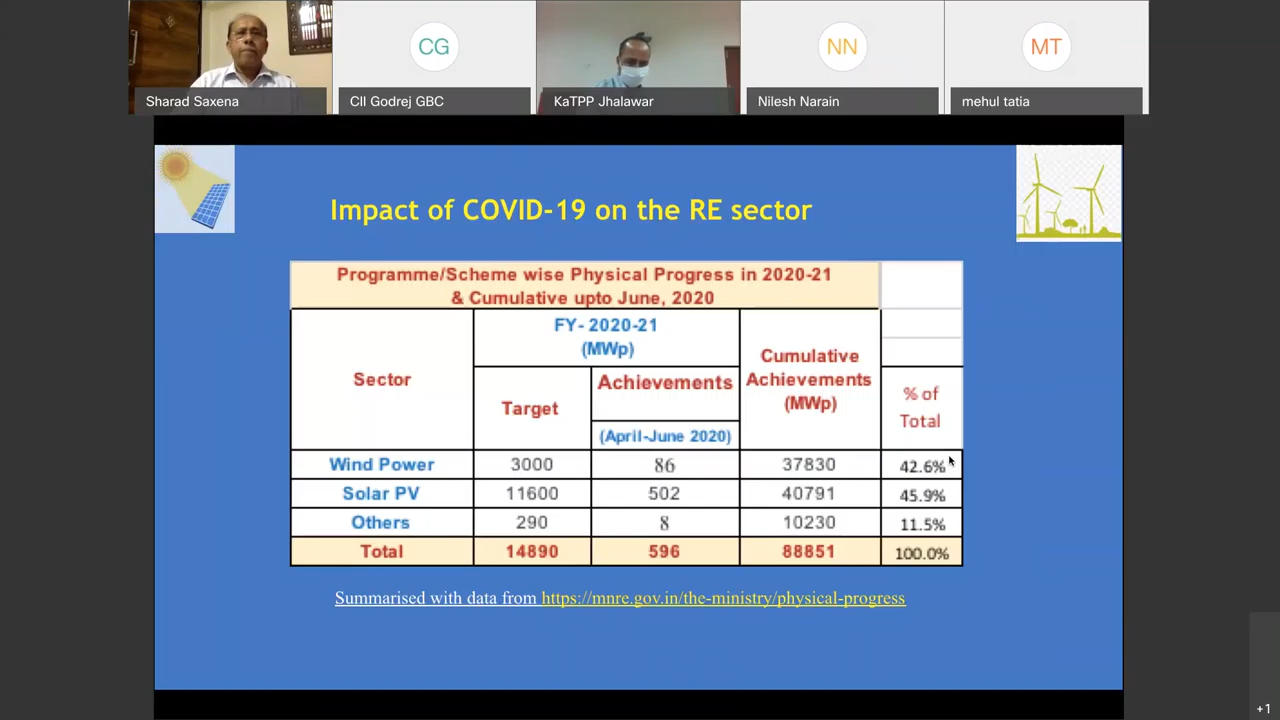 CG
NN
MT
Sharad Saxena
CII Godrej GBC
KaTPP Jhalawar
Nilesh Narain
mehul tatia
Impact of COVID-19 on the RE sector
Programme/Scheme wise Physical Progress in 2020-21
& Cumulative upto June, 2020
Sector
FY- 2020-21
(MWp)
Target
Achievements
(April-June 2020)
Cumulative
Achievements
(MWp)
% of
Total
Wind Power 3000 86 37830 42.6%
Solar PV 11600 502 40791 45.9%
Others 290 8 10230 11.5%
Total 14890 596 88851 100.0%
Summarised with data from https://mnre.gov.in/the-ministry/physical-progress
+1